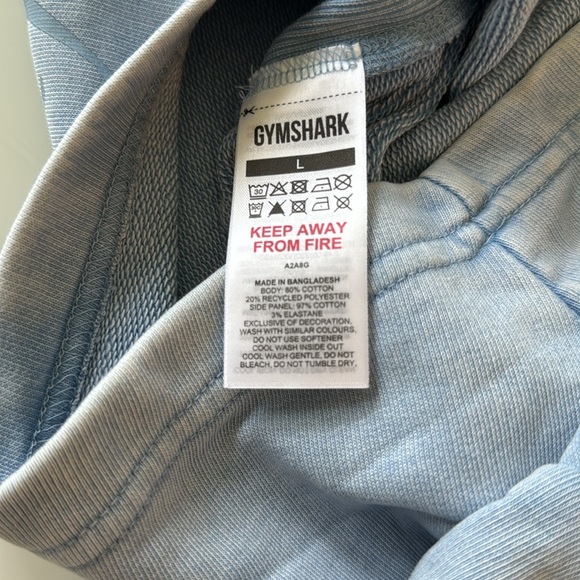 GYMSHARK
L
30
KEEP AWAY
FROM FIRE
A2A8G
MADE IN BANGLADESH
BODY: 80% COTTON
20% RECYCLED POLYESTER
SIDE PANEL: 97% COTTON
3% ELASTANE
EXCLUSIVE OF DECORATION.
WASH WITH SIMILAR COLOURS.
DO NOT USE SOFTENER
COOL WASH INSIDE OUT
COOL WASH GENTLE, DO NOT
BLEACH, DO NOT TUMBLE DRY.